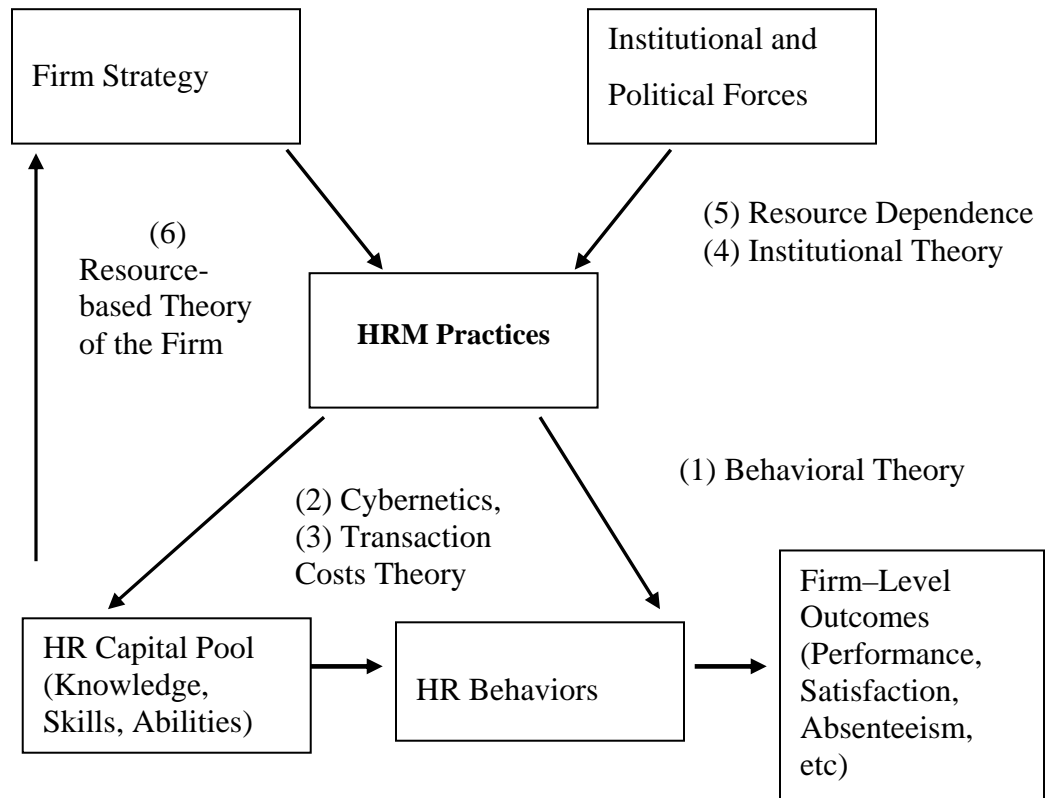 Firm Strategy
Institutional and
Political Forces
(5) Resource Dependence
(4) Institutional Theory
(6)
Resource-
based Theory
of the Firm
HRM Practices
(1) Behavioral Theory
(2) Cybernetics,
(3) Transaction
Costs Theory
HR Capital Pool
(Knowledge,
Skills, Abilities)
HR Behaviors
Firm–Level
Outcomes
(Performance,
Satisfaction,
Absenteeism,
etc)